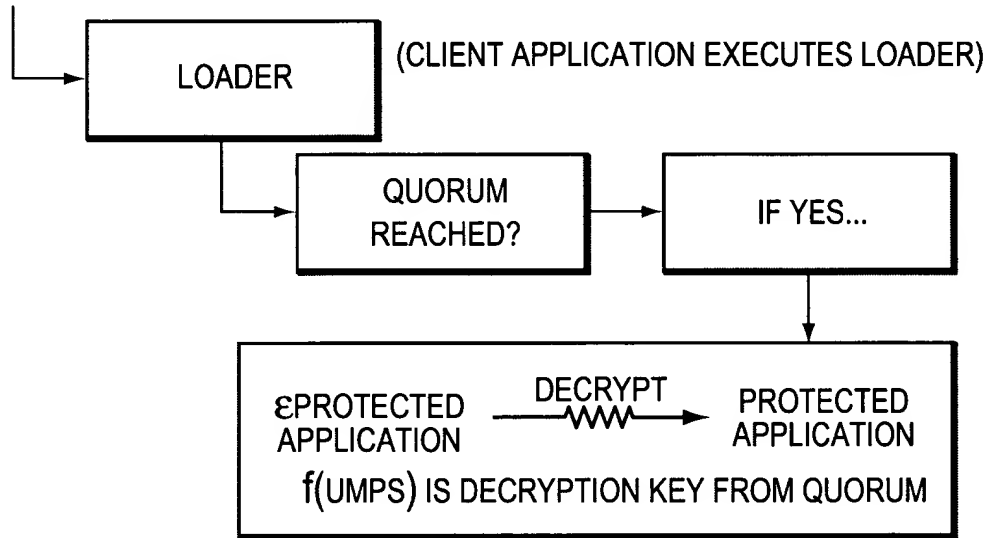 LOADER
(CLIENT APPLICATION EXECUTES LOADER)
QUORUM
REACHED?
IF YES...
εPROTECTED
APPLICATION
DECRYPT
PROTECTED
APPLICATION
f(UMPS) IS DECRYPTION KEY FROM QUORUM